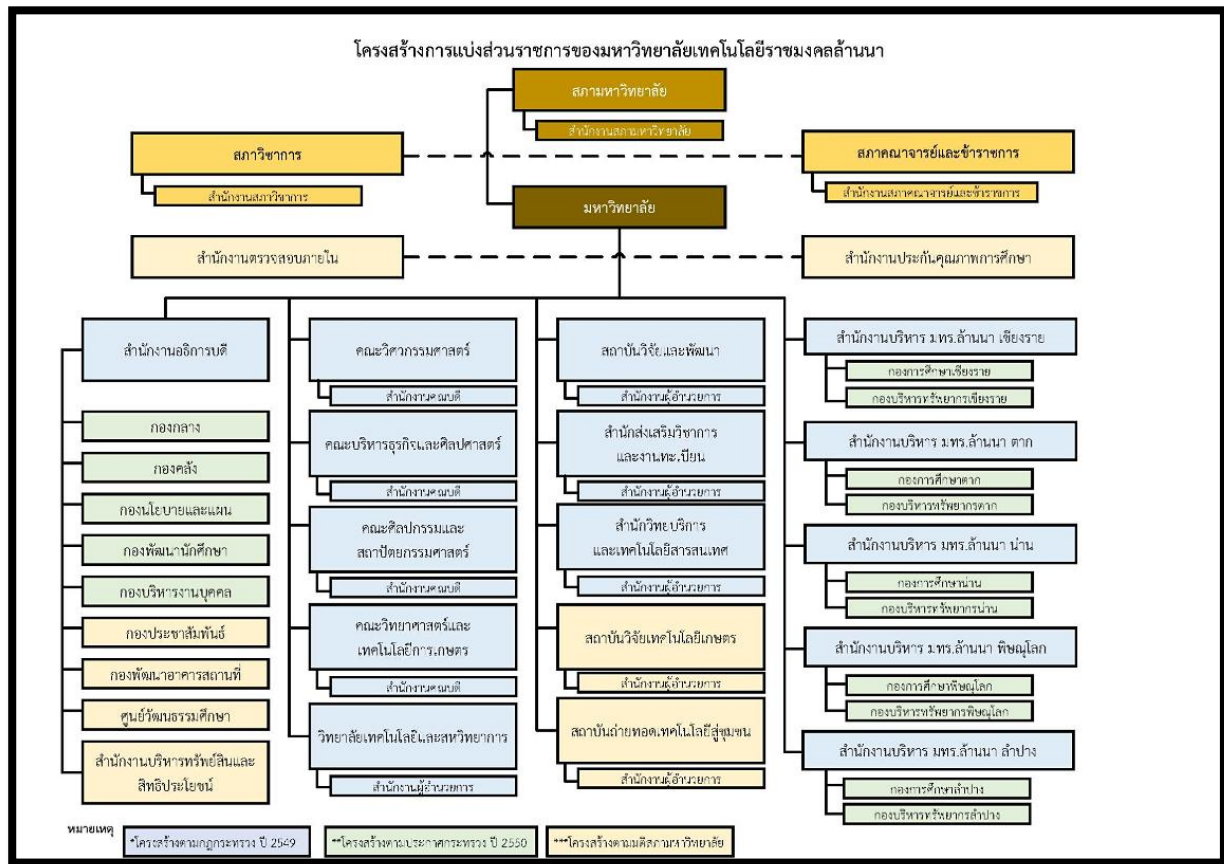 โครงสร้างการแบ่งส่วนราชการของมหาวิทยาลัยเทคโนโลยีราชมงคลล้านนา
สภามหาวิทยาลัย
สำนักงานสภามหาวิทยาลัย
สภาวิชาการ
สำนักงานสภาวิชาการ
สภาคณาจารย์และข้าราชการ
สำนักงานสภาคณาจารย์และข้าราชการ
มหาวิทยาลัย
สำนักงานตรวจสอบภายใน
สำนักงานประกันคุณภาพการศึกษา
สำนักงานอธิการบดี
กองกลาง
กองคลัง
กองนโยบายและแผน
กองพัฒนานักศึกษา
กองบริหารงานบุคคล
กองประชาสัมพันธ์
กองพัฒนาอาคารสถานที่
ศูนย์วัฒนธรรมศึกษา
สำนักงานบริหารทรัพย์สินและ
สิทธิประโยชน์
คณะวิศวกรรมศาสตร์
สำนักงานคณบดี
คณะบริหารธุรกิจและศิลปศาสตร์
สำนักงานคณบดี
คณะศิลปกรรมและ
สถาปัตยกรรมศาสตร์
สำนักงานคณบดี
คณะวิทยาศาสตร์และ
เทคโนโลยีการเกษตร
สำนักงานคณบดี
วิทยาลัยเทคโนโลยีและสหวิทยาการ
สำนักงานผู้อำนวยการ
สถาบันวิจัยและพัฒนา
สำนักงานผู้อำนวยการ
สำนักส่งเสริมวิชาการ
และงานทะเบียน
สำนักงานผู้อำนวยการ
สำนักวิทยบริการ
และเทคโนโลยีสารสนเทศ
สำนักงานผู้อำนวยการ
สถาบันวิจัยเทคโนโลยีเกษตร
สำนักงานผู้อำนวยการ
สถาบันถ่ายทอดเทคโนโลยีสู่ชุมชน
สำนักงานผู้อำนวยการ
สำนักงานบริหาร มทร.ล้านนา เชียงราย
กองการศึกษาเชียงราย
กองบริหารทรัพยากรเชียงราย
สำนักงานบริหาร มทร.ล้านนา ตาก
กองการศึกษาตาก
กองบริหารทรัพยากรตาก
สำนักงานบริหาร มทร.ล้านนา น่าน
กองการศึกษาน่าน
กองบริหารทรัพยากรน่าน
สำนักงานบริหาร มทร.ล้านนา พิษณุโลก
กองการศึกษาพิษณุโลก
กองบริหารทรัพยากรพิษณุโลก
สำนักงานบริหาร มทร.ล้านนา ลำปาง
กองการศึกษาลำปาง
กองบริหารทรัพยากรลำปาง
หมายเหตุ
*โครงสร้างตามกฎกระทรวง ปี 2549
**โครงสร้างตามประกาศกระทรวง ปี 2550
***โครงสร้างตามมติสภามหาวิทยาลัย